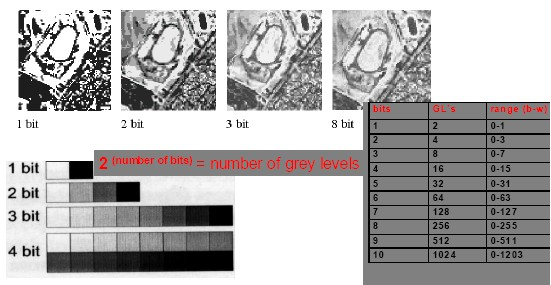 1 bit 2 bit 3 bit 8 bit
bits GL's range (b-w)
1 2 0-1
2 4 0-3
3 8 0-7
4 16 0-15
5 32 0-31
6 64 0-63
7 128 0-127
8 256 0-255
9 512 0-511
10 1024 0-1203
2 (number of bits) = number of grey levels
1 bit
2 bit
3 bit
4 bit